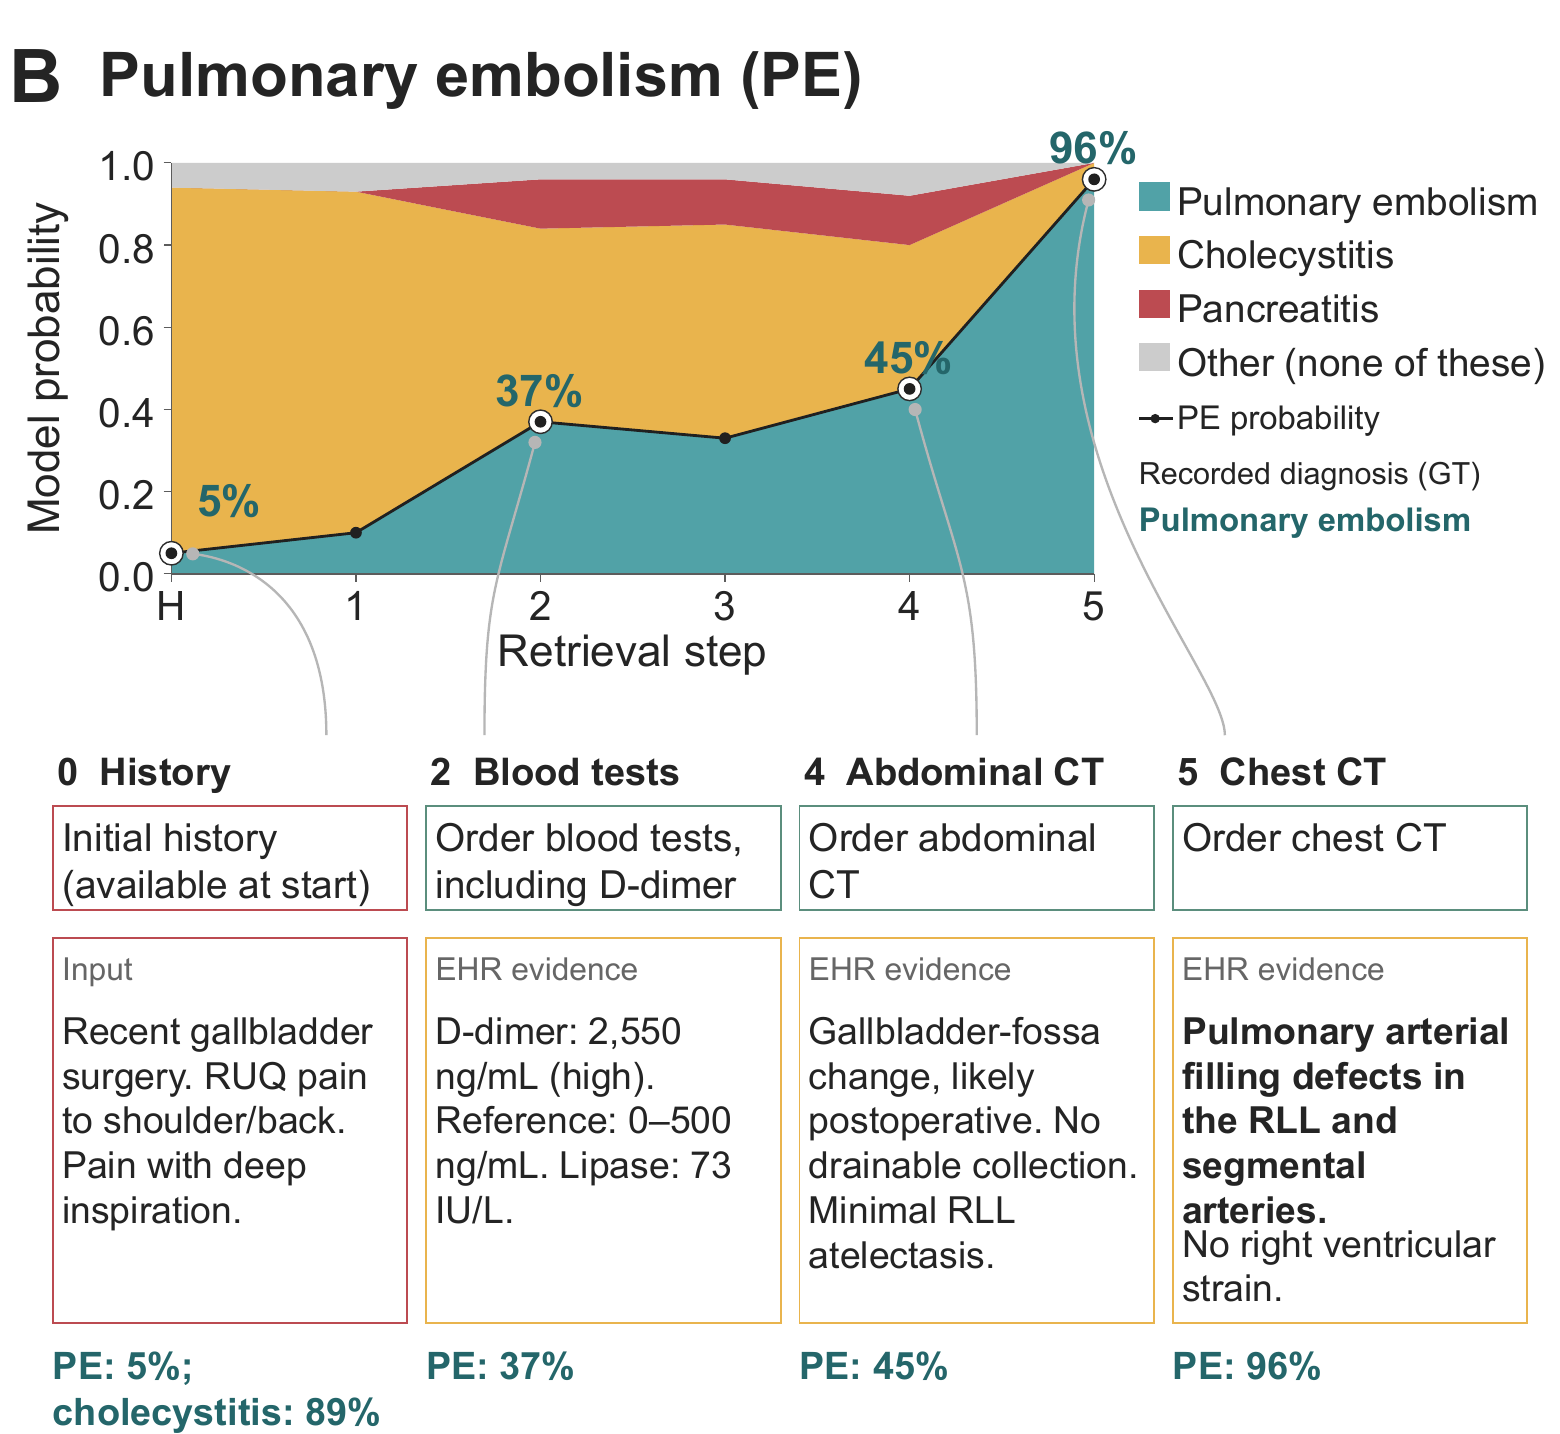 B Pulmonary embolism (PE)
96%
1.0
0.8
0.6
0.4
0.2
0.0
Model probability
5%
37%
45%
H 1 2 3 4 5
Retrieval step
Pulmonary embolism
Cholecystitis
Pancreatitis
Other (none of these)
PE probability
Recorded diagnosis (GT)
Pulmonary embolism
0 History
Initial history
(available at start)
Input
Recent gallbladder
surgery. RUQ pain
to shoulder/back.
Pain with deep
inspiration.
PE: 5%;
cholecystitis: 89%
2 Blood tests
Order blood tests,
including D-dimer
EHR evidence
D-dimer: 2,550
ng/mL (high).
Reference: 0–500
ng/mL. Lipase: 73
IU/L.
PE: 37%
4 Abdominal CT
Order abdominal
CT
EHR evidence
Gallbladder-fossa
change, likely
postoperative. No
drainable collection.
Minimal RLL
atelectasis.
PE: 45%
5 Chest CT
Order chest CT
EHR evidence
Pulmonary arterial
filling defects in
the RLL and
segmental
arteries.
No right ventricular
strain.
PE: 96%